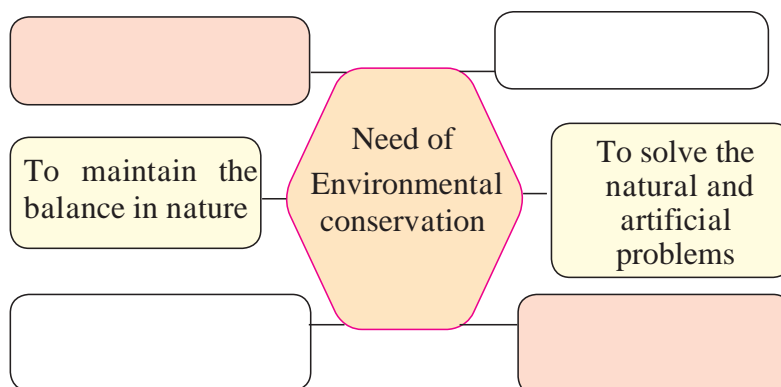 Need of
Environmental
conservation
To maintain the
balance in nature
To solve the
natural and
artificial
problems